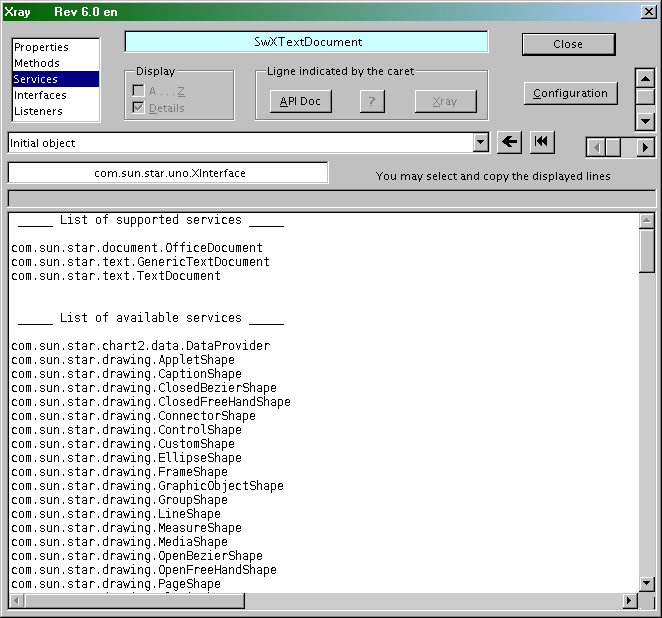 Xray Rev 6.0 en
SwXTextDocument
Close
Properties
Methods
Services
Interfaces
Listeners
Display
A . . . Z
Details
Ligne indicated by the caret
API Doc
?
Xray
Configuration
Initial object
com.sun.star.uno.XInterface
You may select and copy the displayed lines
_____ List of supported services _____
com.sun.star.document.OfficeDocument
com.sun.star.text.GenericTextDocument
com.sun.star.text.TextDocument
_____ List of available services _____
com.sun.star.chart2.data.DataProvider
com.sun.star.drawing.AppletShape
com.sun.star.drawing.CaptionShape
com.sun.star.drawing.ClosedBezierShape
com.sun.star.drawing.ClosedFreeHandShape
com.sun.star.drawing.ConnectorShape
com.sun.star.drawing.ControlShape
com.sun.star.drawing.CustomShape
com.sun.star.drawing.EllipseShape
com.sun.star.drawing.FrameShape
com.sun.star.drawing.GraphicObjectShape
com.sun.star.drawing.GroupShape
com.sun.star.drawing.LineShape
com.sun.star.drawing.MeasureShape
com.sun.star.drawing.MediaShape
com.sun.star.drawing.OpenBezierShape
com.sun.star.drawing.OpenFreeHandShape
com.sun.star.drawing.PageShape